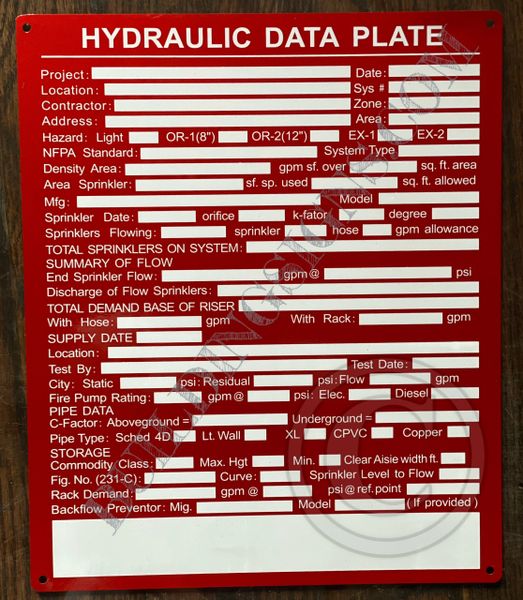 HYDRAULIC DATA PLATE
Project: Date:
Location: Sys #
Contractor: Zone:
Address: Area:
Hazard: Light OR-1(8") OR-2(12") EX-1 EX-2
NFPA Standard: System Type
Density Area: gpm sf. over sq. ft. area
Area Sprinkler: sf. sp. used sq. ft. allowed
Mfg: Model
Sprinkler Date: orifice k-fator degree
Sprinklers Flowing: sprinkler hose gpm allowance
TOTAL SPRINKLERS ON SYSTEM:
SUMMARY OF FLOW
End Sprinkler Flow: gpm @ psi
Discharge of Flow Sprinklers:
TOTAL DEMAND BASE OF RISER
With Hose: gpm With Rack: gpm
SUPPLY DATE
Location:
Test By: Test Date:
City: Static psi: Residual psi: Flow gpm
Fire Pump Rating: gpm @ psi: Elec. Diesel
PIPE DATA
C-Factor: Aboveground = Underground =
Pipe Type: Sched 4D Lt. Wall XL CPVC Copper
STORAGE
Commodity Class: Max. Hgt Min. Clear Aisie width ft.
Fig. No. (231-C): Curve: Sprinkler Level to Flow
Rack Demand: gpm @ psi @ ref. point
Backflow Preventor: Mig. Model ( If provided )
BUILDINGSIGNS.COM
©